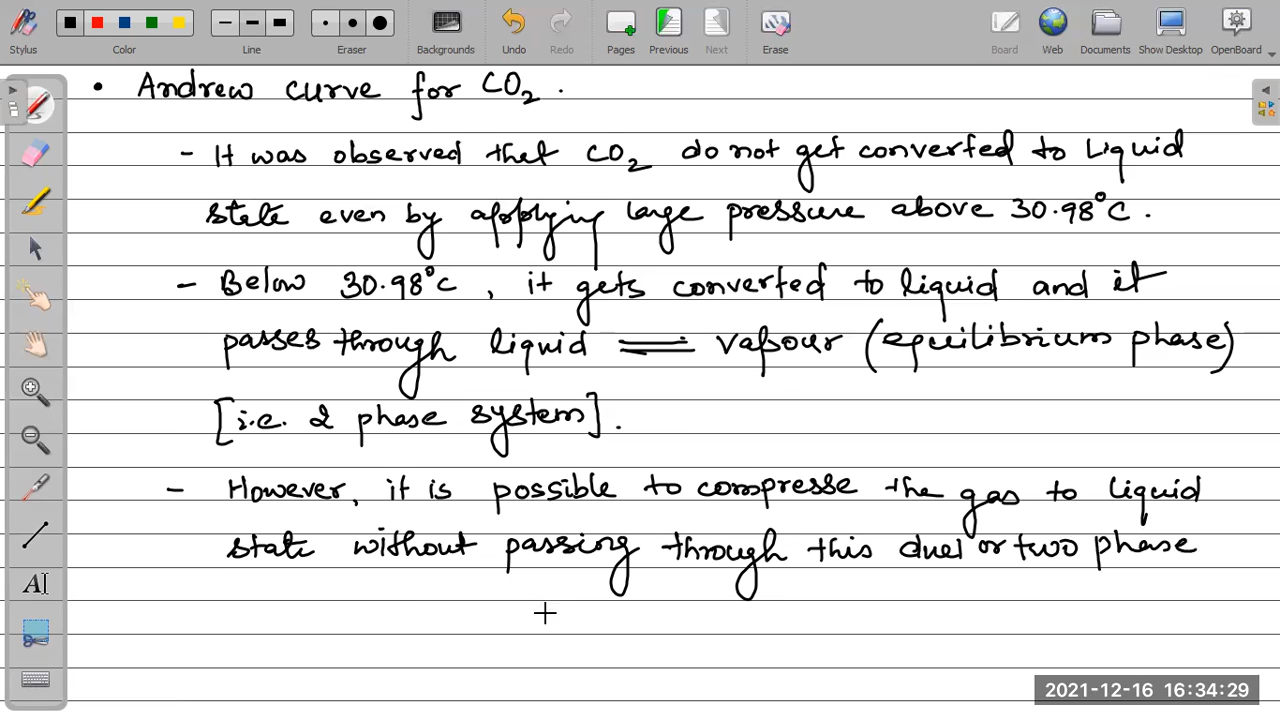 Stylus Color Line Eraser Backgrounds Undo Redo Pages Previous Next Erase Board Web Documents Show Desktop OpenBoard
• Andrew curve for CO₂ .
- It was observed that CO₂ do not get converted to liquid
state even by applying large pressure above 30.98°C .
- Below 30.98°C , it gets converted to liquid and it
passes through liquid ⇌ vapour (equilibrium phase)
[i.e. 2 phase system] .
- However, it is possible to compresse the gas to liquid
state without passing through this duel or two phase
2021-12-16 16:34:29